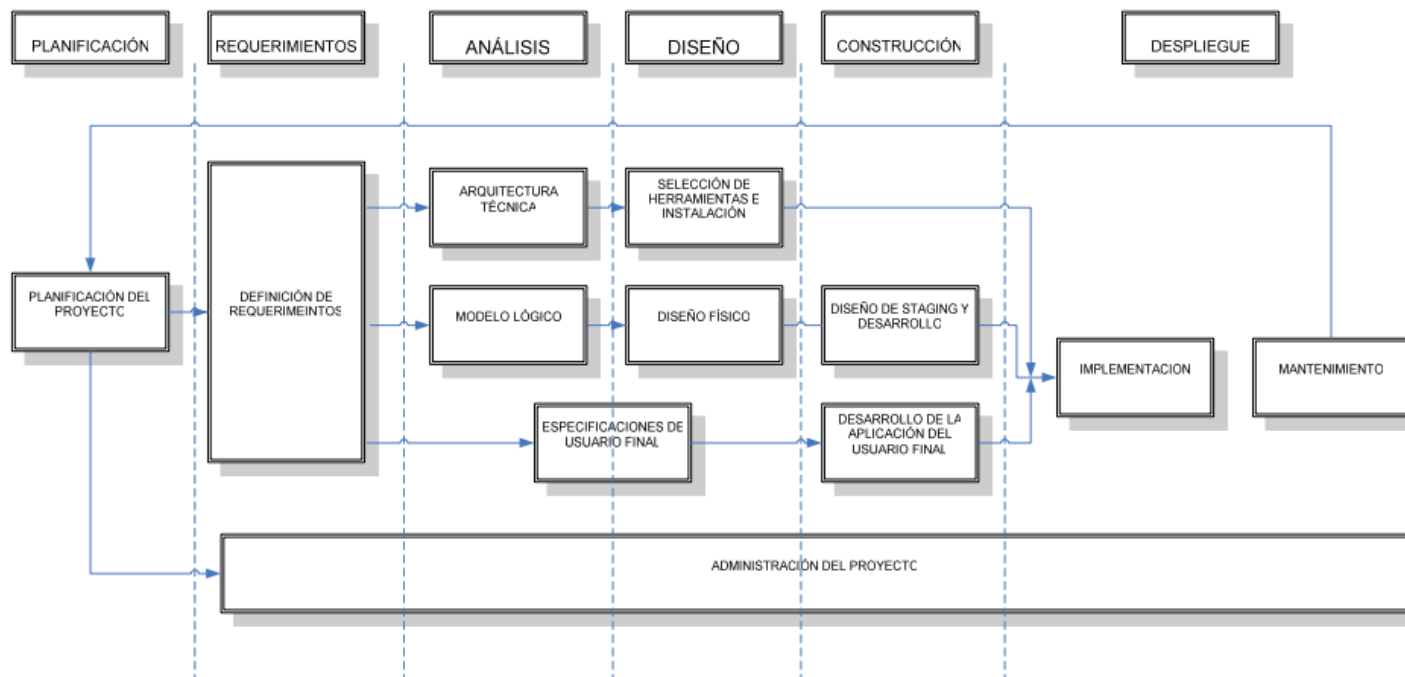 PLANIFICACIÓN
REQUERIMIENTOS
ANÁLISIS
DISEÑO
CONSTRUCCIÓN
DESPLIEGUE
ARQUITECTURA
TÉCNICA
SELECCIÓN DE
HERRAMIENTAS E
INSTALACIÓN
PLANIFICACIÓN DEL
PROYECTO
DEFINICIÓN DE
REQUERIMEINTOS
MODELO LÓGICO
DISEÑO FÍSICO
DISEÑO DE STAGING Y
DESARROLLO
IMPLEMENTACION
MANTENIMIENTO
ESPECIFICACIONES DE
USUARIO FINAL
DESARROLLO DE LA
APLICACIÓN DEL
USUARIO FINAL
ADMINISTRACIÓN DEL PROYECTO